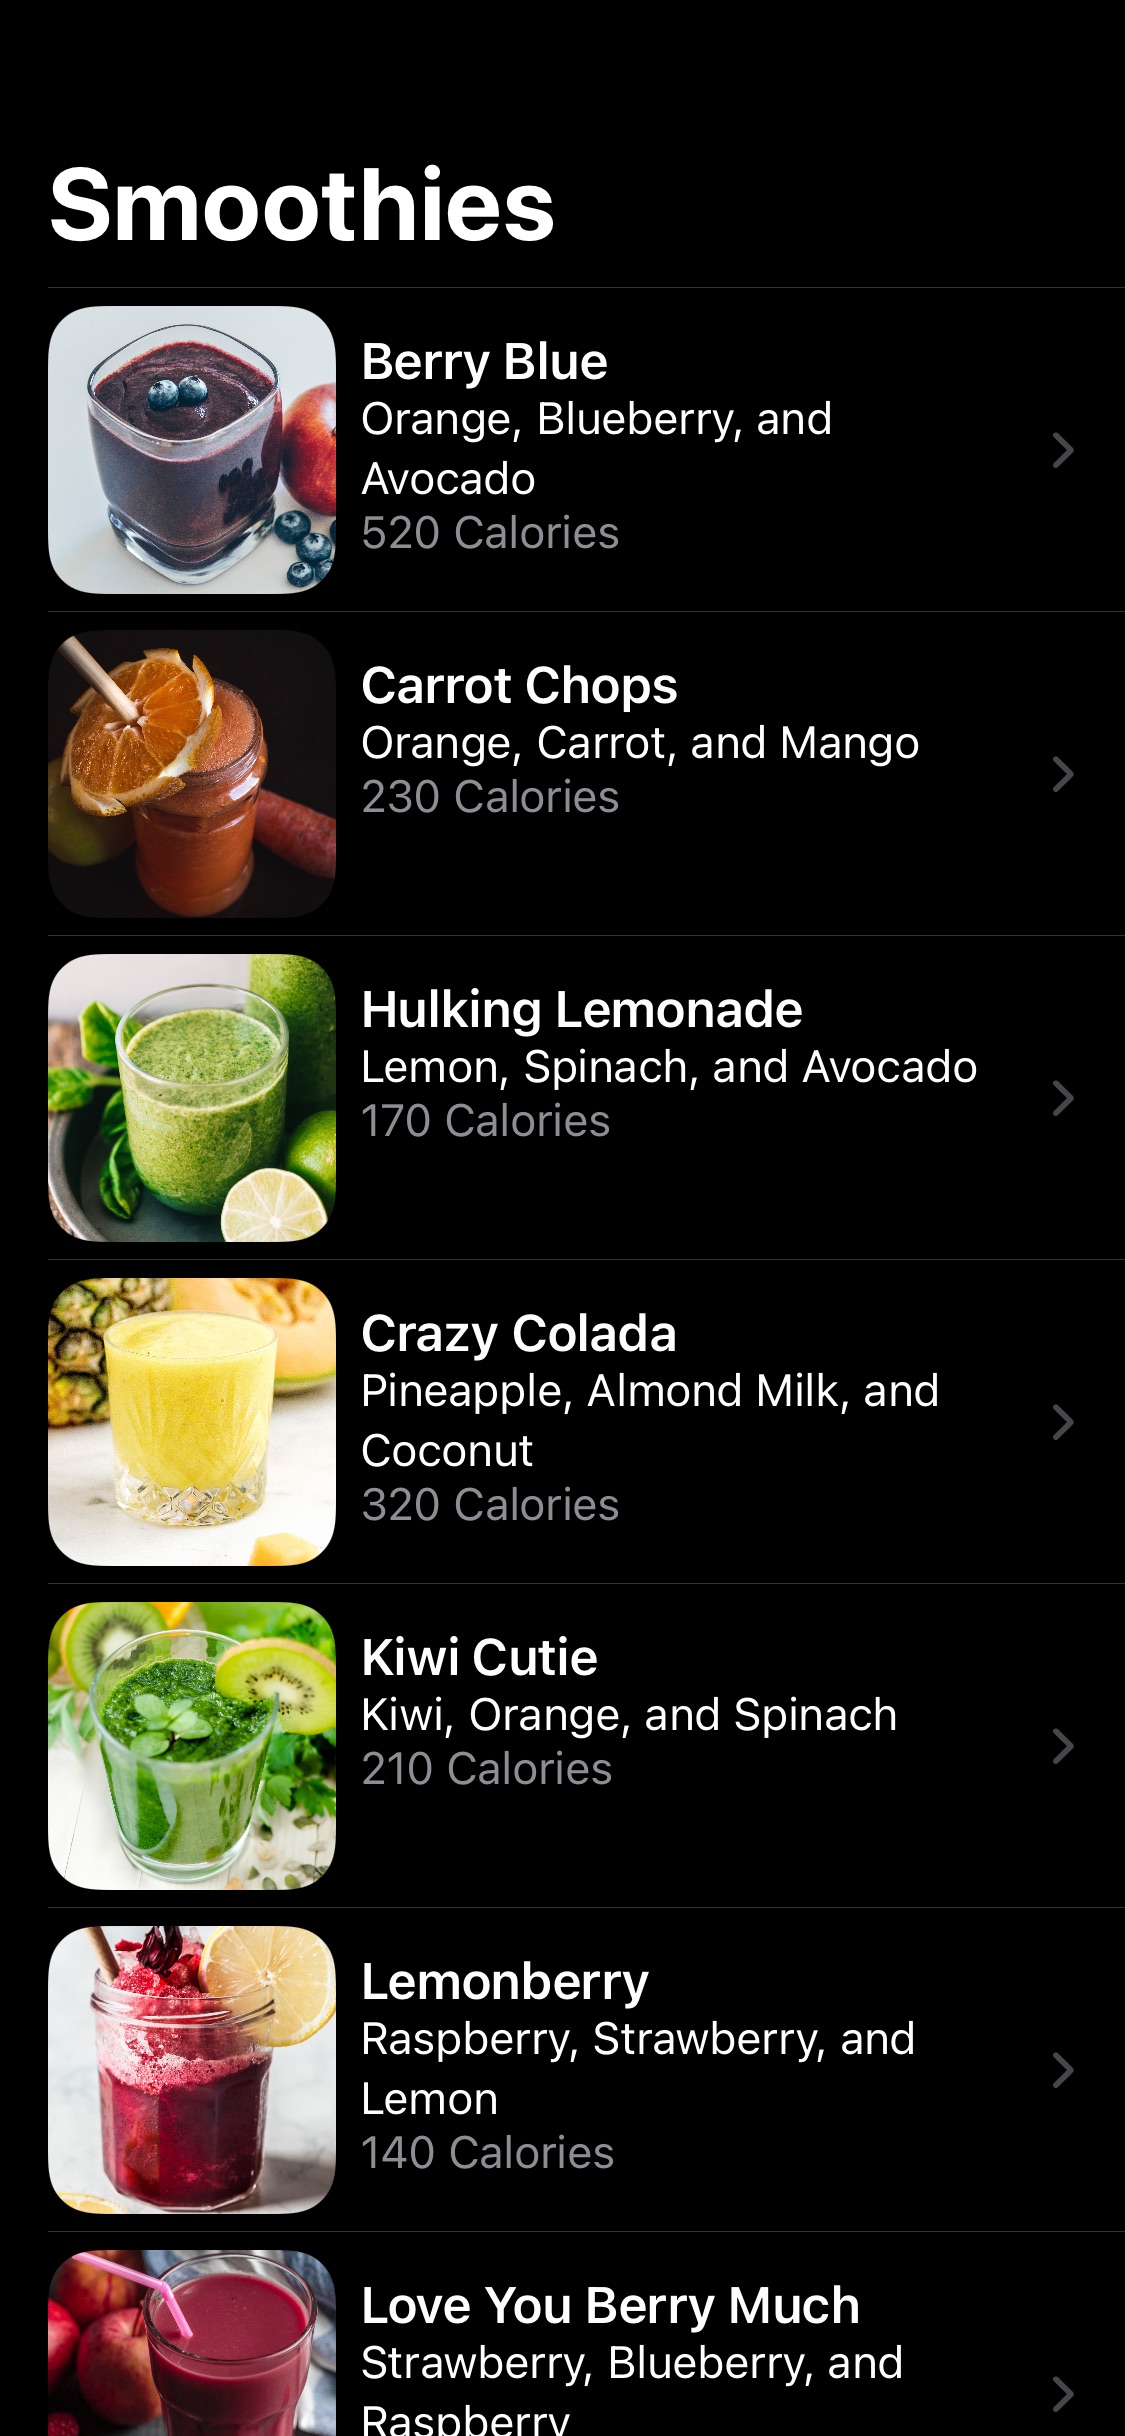 Smoothies
Berry Blue
Orange, Blueberry, and
Avocado
520 Calories
Carrot Chops
Orange, Carrot, and Mango
230 Calories
Hulking Lemonade
Lemon, Spinach, and Avocado
170 Calories
Crazy Colada
Pineapple, Almond Milk, and
Coconut
320 Calories
Kiwi Cutie
Kiwi, Orange, and Spinach
210 Calories
Lemonberry
Raspberry, Strawberry, and
Lemon
140 Calories
Love You Berry Much
Strawberry, Blueberry, and
Raspberry